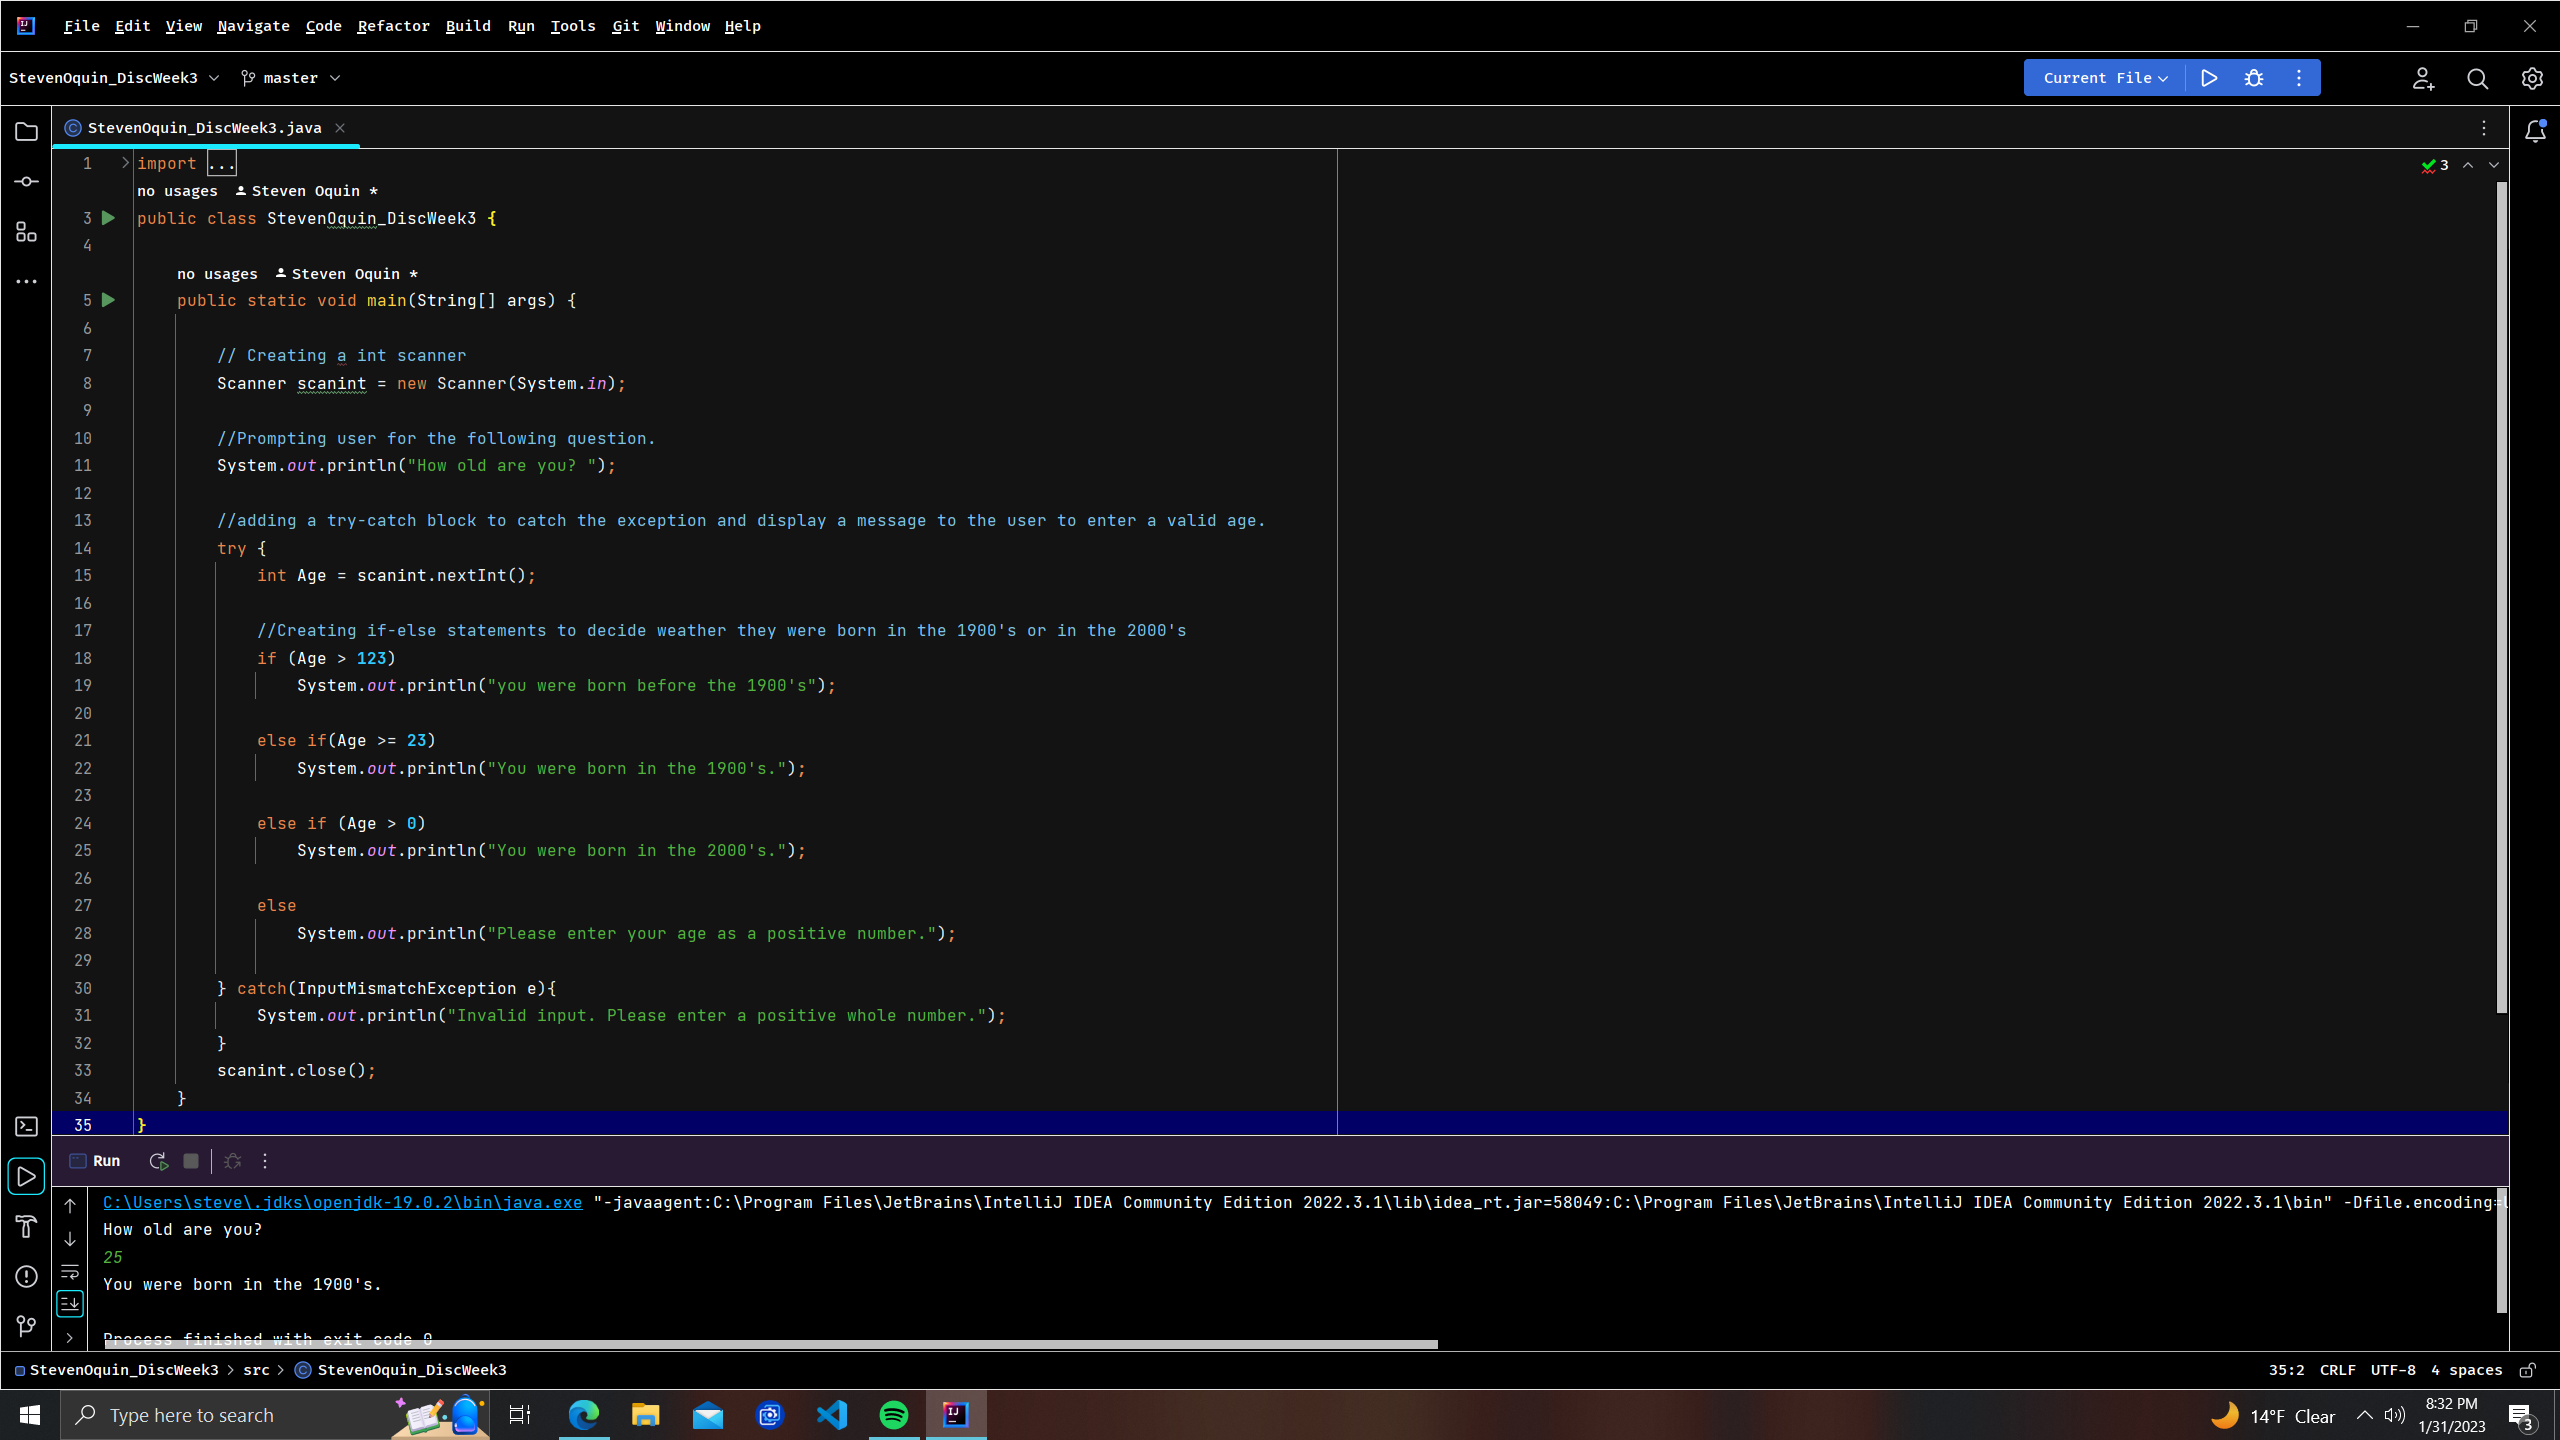 File Edit View Navigate Code Refactor Build Run Tools Git Window Help
StevenOquin_DiscWeek3 master Current File
StevenOquin_DiscWeek3.java
1 import ... 3
no usages Steven Oquin *
3 public class StevenOquin_DiscWeek3 {
4
no usages Steven Oquin *
5 public static void main(String[] args) {
6
7 // Creating a int scanner
8 Scanner scanint = new Scanner(System.in);
9
10 //Prompting user for the following question.
11 System.out.println("How old are you? ");
12
13 //adding a try-catch block to catch the exception and display a message to the user to enter a valid age.
14 try {
15 int Age = scanint.nextInt();
16
17 //Creating if-else statements to decide weather they were born in the 1900's or in the 2000's
18 if (Age > 123)
19 System.out.println("you were born before the 1900's");
20
21 else if(Age >= 23)
22 System.out.println("You were born in the 1900's.");
23
24 else if (Age > 0)
25 System.out.println("You were born in the 2000's.");
26
27 else
28 System.out.println("Please enter your age as a positive number.");
29
30 } catch(InputMismatchException e){
31 System.out.println("Invalid input. Please enter a positive whole number.");
32 }
33 scanint.close();
34 }
35 }
Run
C:\Users\steve\.jdks\openjdk-19.0.2\bin\java.exe "-javaagent:C:\Program Files\JetBrains\IntelliJ IDEA Community Edition 2022.3.1\lib\idea_rt.jar=58049:C:\Program Files\JetBrains\IntelliJ IDEA Community Edition 2022.3.1\bin" -Dfile.encoding=
How old are you?
25
You were born in the 1900's.
Process finished with exit code 0
StevenOquin_DiscWeek3 > src > StevenOquin_DiscWeek3 35:2 CRLF UTF-8 4 spaces
Type here to search 14°F Clear 8:32 PM
1/31/2023 3